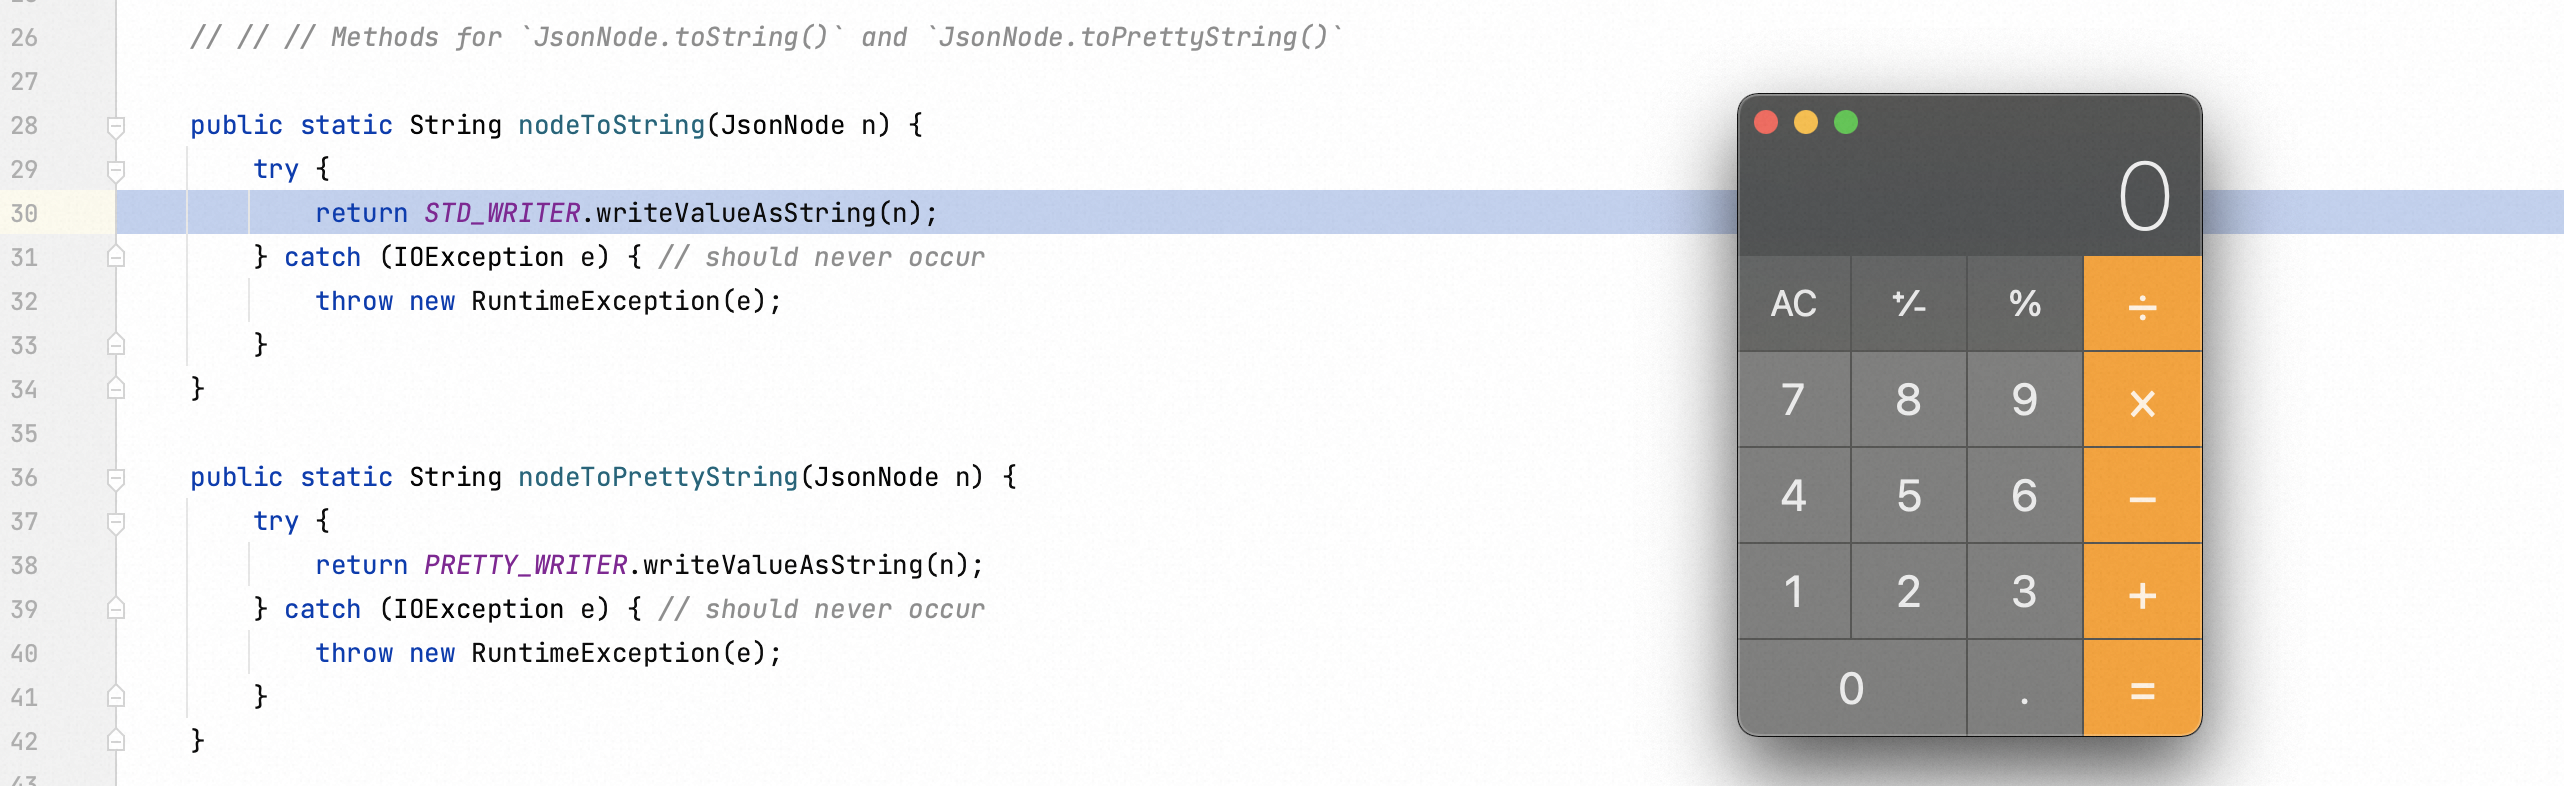 26 // // // Methods for `JsonNode.toString()` and `JsonNode.toPrettyString()`
27
28 public static String nodeToString(JsonNode n) {
29 try {
30 return STD_WRITER.writeValueAsString(n);
31 } catch (IOException e) { // should never occur
32 throw new RuntimeException(e);
33 }
34 }
35
36 public static String nodeToPrettyString(JsonNode n) {
37 try {
38 return PRETTY_WRITER.writeValueAsString(n);
39 } catch (IOException e) { // should never occur
40 throw new RuntimeException(e);
41 }
42 }
43
0
AC ⁺∕₋ % ÷
7 8 9 ×
4 5 6 −
1 2 3 +
0 . =